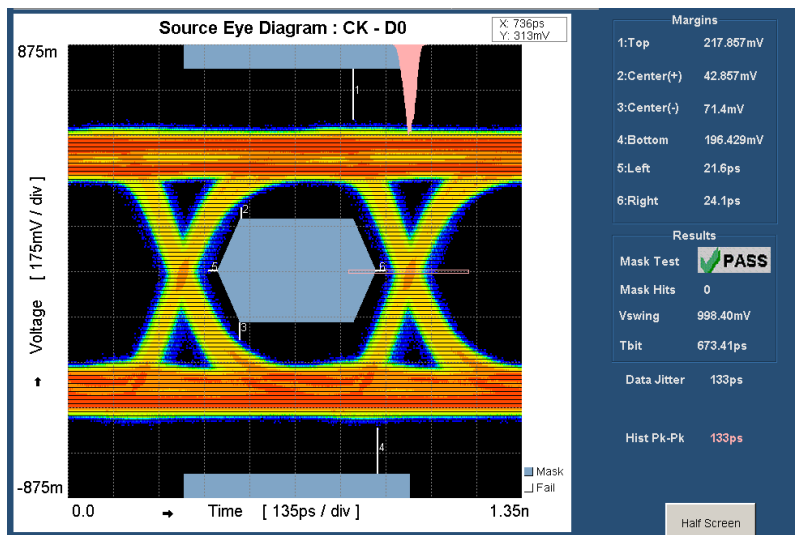 Source Eye Diagram : CK - D0
X: 736ps
Y: 313mV
875m
-875m
Voltage [ 175mV / div ]
0.0
Time [ 135ps / div ]
1.35n
1
2
3
4
5
6
Mask
Fail
Margins
1:Top 217.857mV
2:Center(+) 42.857mV
3:Center(-) 71.4mV
4:Bottom 196.429mV
5:Left 21.6ps
6:Right 24.1ps
Results
Mask Test PASS
Mask Hits 0
Vswing 998.40mV
Tbit 673.41ps
Data Jitter 133ps
Hist Pk-Pk 133ps
Half Screen